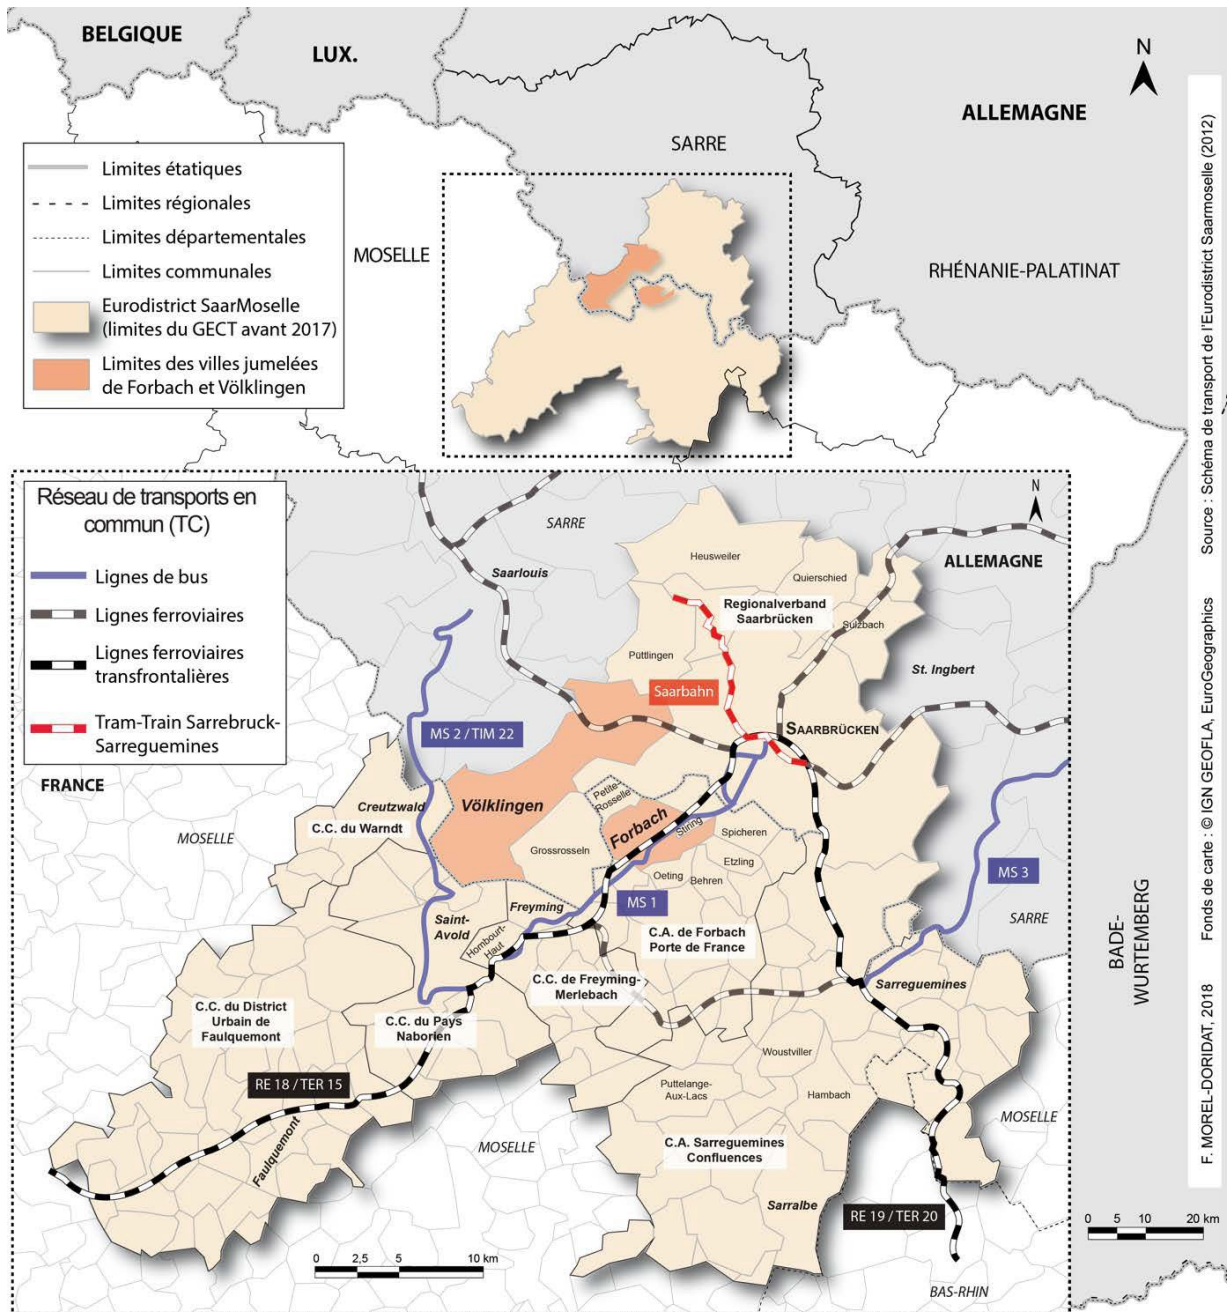 BELGIQUE
LUX.
N
ALLEMAGNE
SARRE
MOSELLE
RHÉNANIE-PALATINAT
Limites étatiques
Limites régionales
Limites départementales
Limites communales
Eurodistrict SaarMoselle
(limites du GECT avant 2017)
Limites des villes jumelées
de Forbach et Völklingen
Réseau de transports en
commun (TC)
Lignes de bus
Lignes ferroviaires
Lignes ferroviaires
transfrontalières
Tram-Train Sarrebruck-
Sarreguemines
N
SARRE
ALLEMAGNE
Heusweiler
Quierschied
Saarlouis
Regionalverband
Saarbrücken
Sulzbach
Püttlingen
St. Ingbert
Saarbahn
SAARBRÜCKEN
MS 2 / TIM 22
FRANCE
Creutzwald
Völklingen
Petite-
Rosselle
Forbach
Stiring
Spicheren
MOSELLE
C.C. du Warndt
Grossrosseln
Etzling
Oeting
Behren
MS 3
MS 1
Freyming
SARRE
Saint-
Avold
Hombourt-
Haut
C.A. de Forbach
Porte de France
C.C. de Freyming-
Merlebach
Sarreguemines
C.C. du District
Urbain de
Faulquemont
C.C. du Pays
Naborien
Woustviller
RE 18 / TER 15
Puttelange-
Aux-Lacs
Hambach
MOSELLE
Faulquemont
MOSELLE
C.A. Sarreguemines
Confluences
Sarralbe
RE 19 / TER 20
0 2,5 5 10 km
BAS-RHIN
BADE-
WURTEMBERG
0 5 10 20 km
F. MOREL-DORIDAT, 2018 Fonds de carte : © IGN GEOFLA, EuroGeographics Source : Schéma de transport de l'Eurodistrict Saarmoselle (2012)